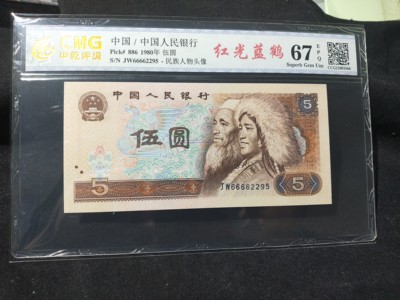 CMG
中乾评级
中国 / 中国人民银行
Pick# 886 1980年 伍圆
S/N JW66662295 - 民族人物头像
红光蓝鹤
67
EPQ
Superb Gem Unc
中国人民银行
5
伍圆
5
JW66662295
5